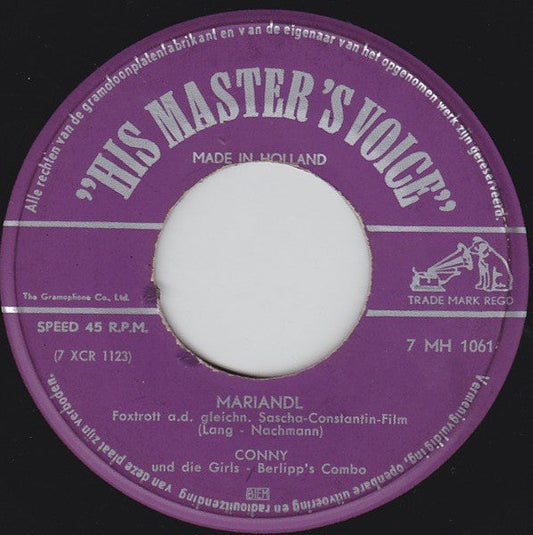 Alle rechten van de gramofoonplatenfabrikant en v an de eigenaar van het opgenomen werk zijn gereserveerd.
"HIS MASTER'S VOICE"
MADE IN HOLLAND
The Gramophone Co., Ltd.
TRADE MARK REGD
SPEED 45 R.P.M.
7 MH 1061
(7 XCR 1123)
MARIANDL
Foxtrott a.d. gleichn. Sascha-Constantin-Film
(Lang - Nachmann)
CONNY
und die Girls - Berlipp's Combo
BIEM
Vermenigvuldiging, openbare uitvoering en radiouitzending van deze plaat zijn verboden.